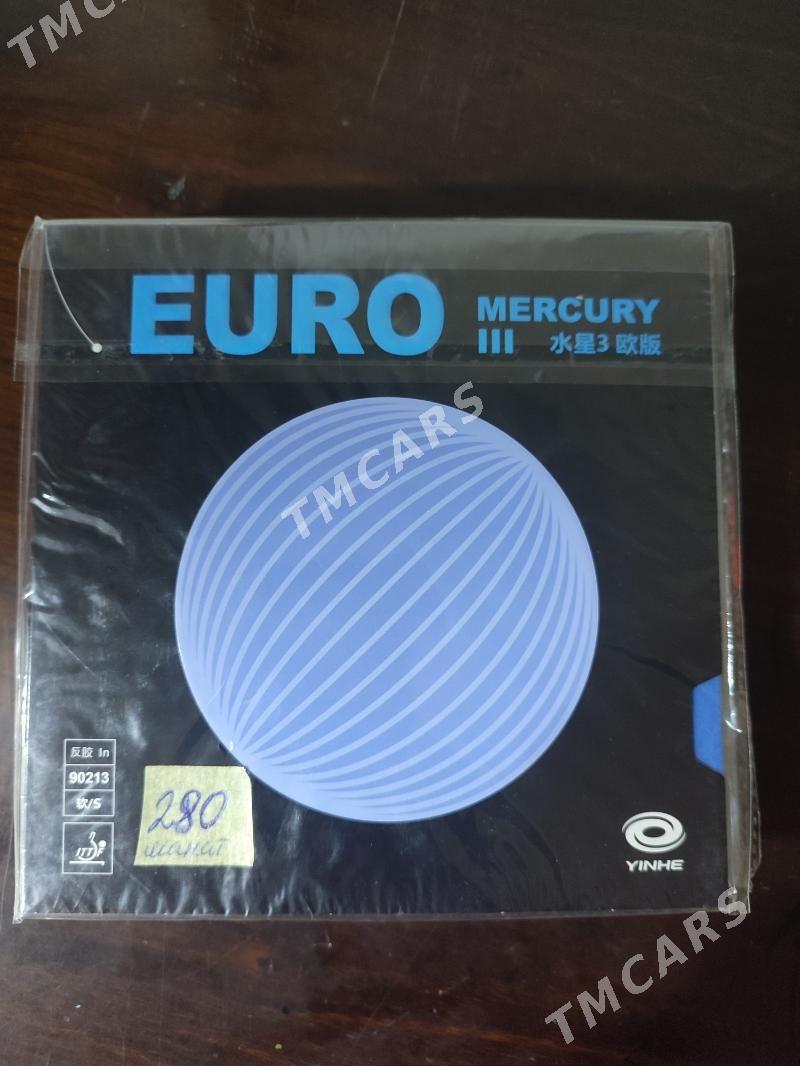 TMCARS
EURO
MERCURY
III 水星3 欧版
TMCARS
反胶 In
90213
软/S
ITTF
280
манат
YINHE
TMCARS